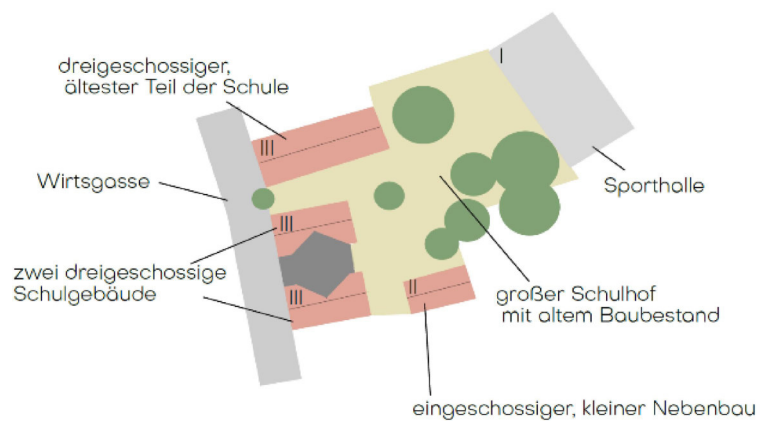 dreigeschossiger,
ältester Teil der Schule
I
III
Wirtsgasse
Sporthalle
III
zwei dreigeschossige
Schulgebäude
III
II
großer Schulhof
mit altem Baubestand
eingeschossiger, kleiner Nebenbau